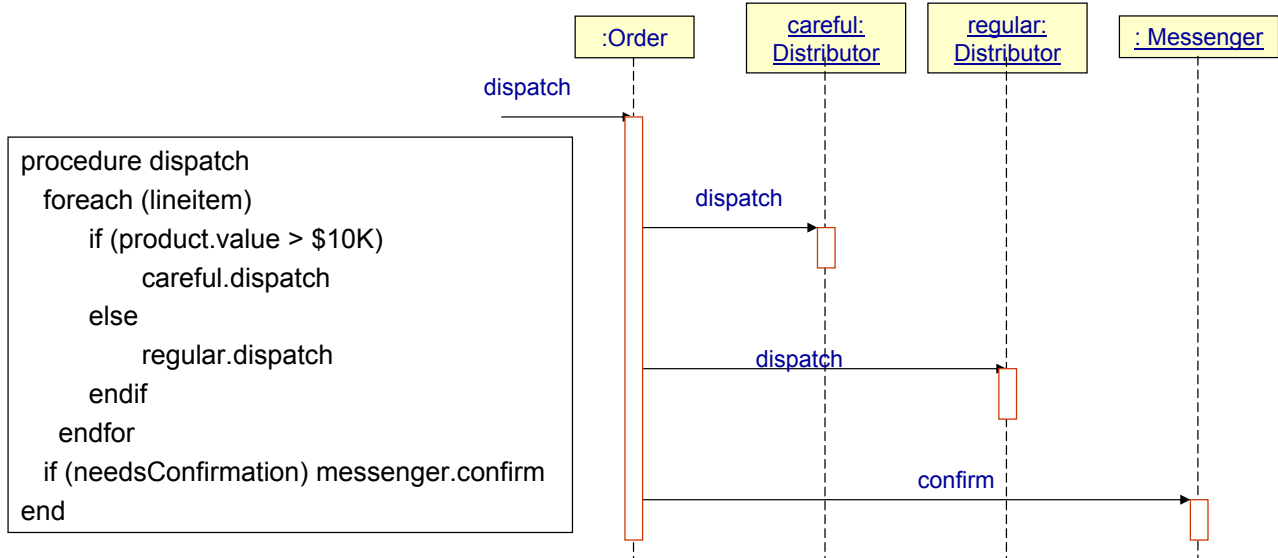 :Order
careful:
Distributor
regular:
Distributor
: Messenger
dispatch
procedure dispatch
foreach (lineitem)
if (product.value > $10K)
careful.dispatch
else
regular.dispatch
endif
endfor
if (needsConfirmation) messenger.confirm
end
dispatch
dispatch
confirm